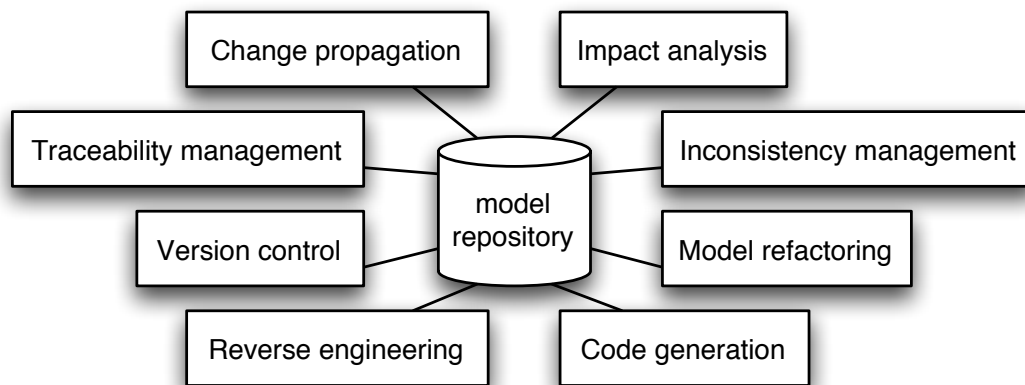 Change propagation
Impact analysis
Traceability management
Inconsistency management
model
repository
Version control
Model refactoring
Reverse engineering
Code generation